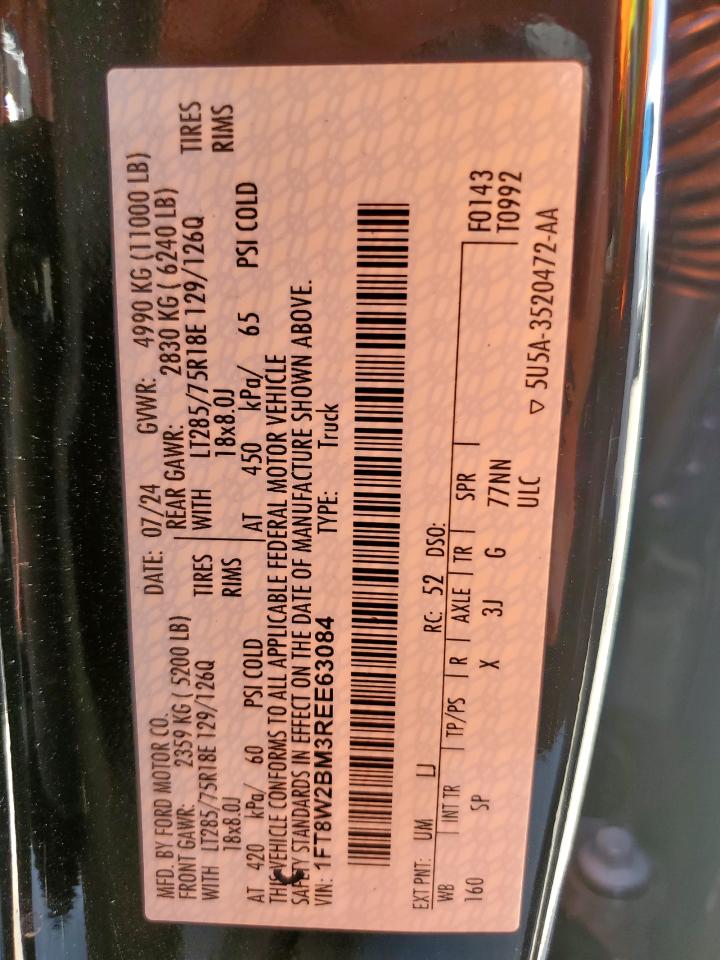 MFD. BY FORD MOTOR CO. DATE: 07/24 GVWR: 4990 KG (11000 LB)
FRONT GAWR: 2359 KG ( 5200 LB) REAR GAWR: 2830 KG ( 6240 LB)
WITH LT285/75R18E 129/126Q TIRES WITH LT285/75R18E 129/126Q TIRES
18x8.0J RIMS 18x8.0J RIMS
AT 420 kPa/ 60 PSI COLD AT 450 kPa/ 65 PSI COLD
THIS VEHICLE CONFORMS TO ALL APPLICABLE FEDERAL MOTOR VEHICLE
SAFETY STANDARDS IN EFFECT ON THE DATE OF MANUFACTURE SHOWN ABOVE.
VIN: 1FT8W2BM3REE63084 TYPE: Truck
EXT PNT: UM LJ RC: 52 DSO: F0143
WB INT TR TP/PS R AXLE TR SPR T0992
160 SP X 3J G 77NN
ULC
▽ 5U5A-3520472-AA